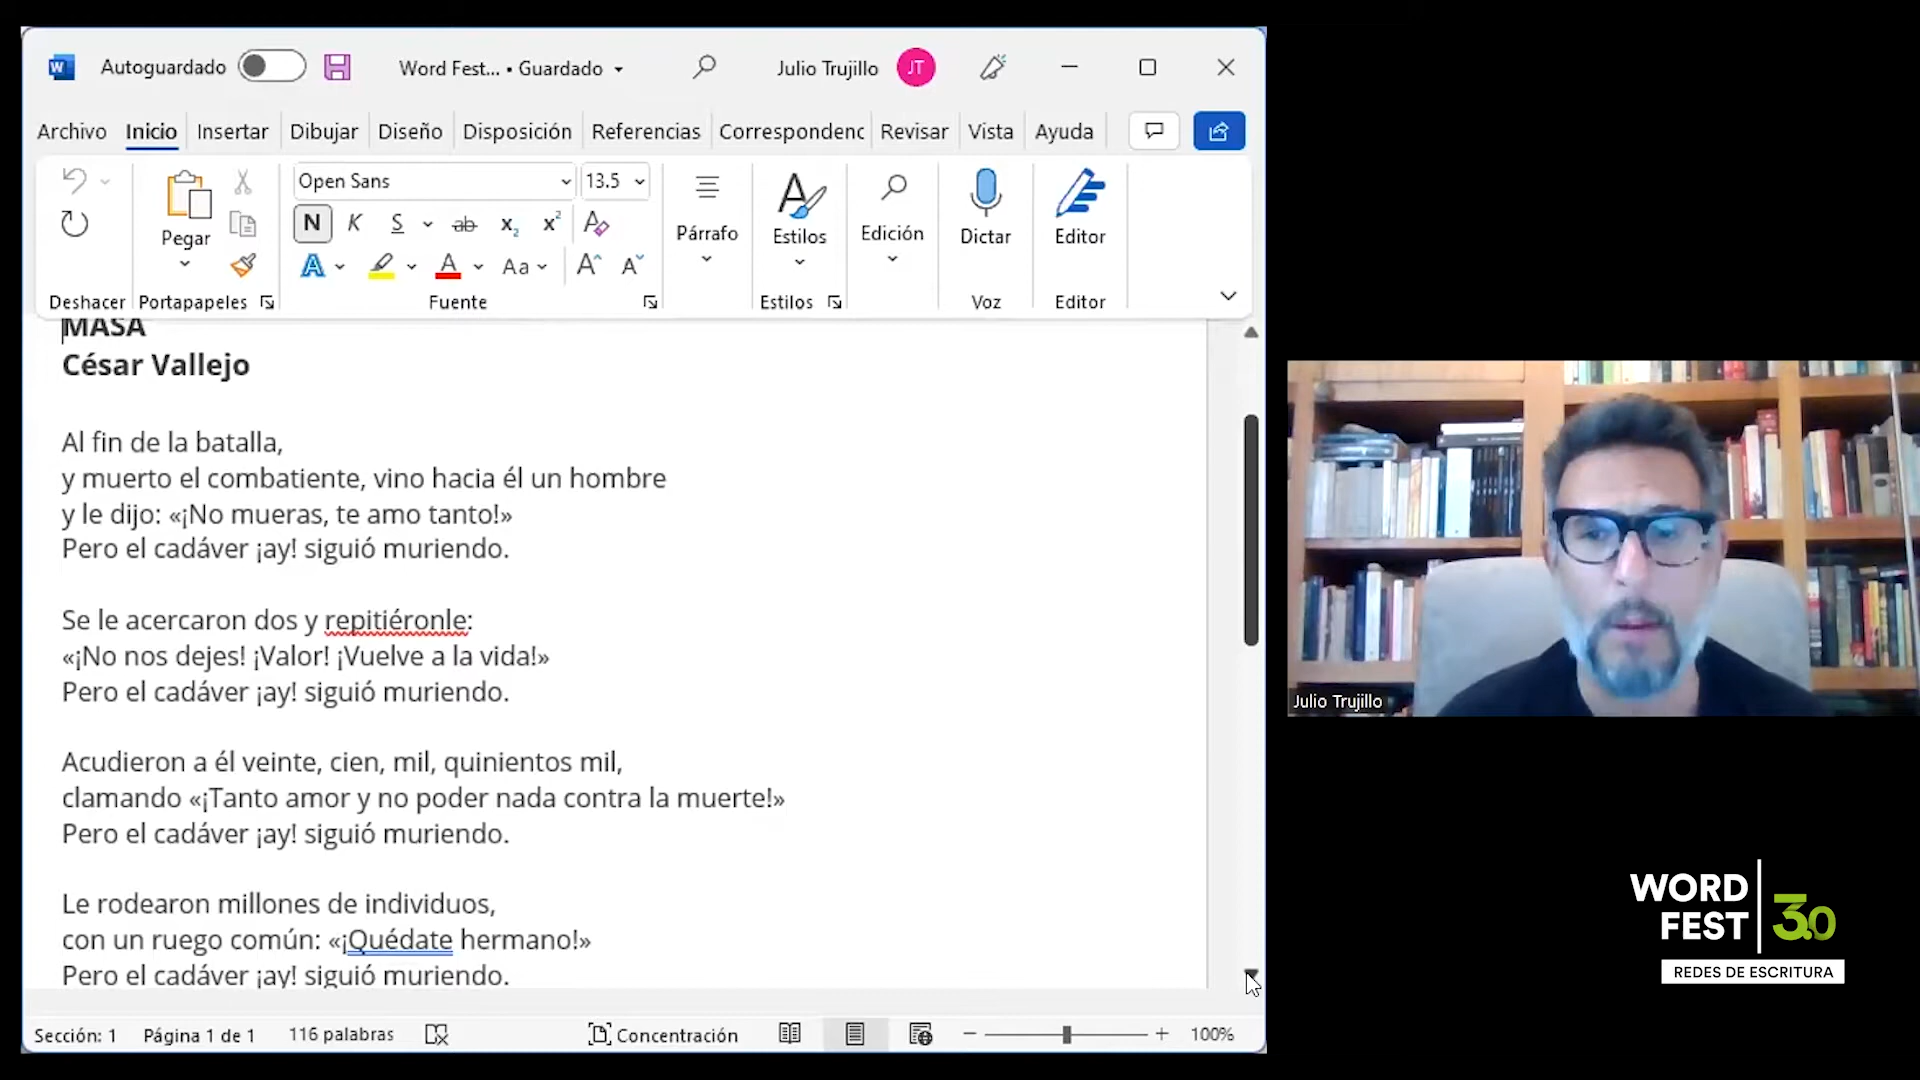 Autoguardado
Word Fest... • Guardado
Julio Trujillo
JT
Archivo Inicio Insertar Dibujar Diseño Disposición Referencias Correspondenc Revisar Vista Ayuda
Open Sans 13.5
Pegar
N K S ab x₂ x²
A A Aa A A
Párrafo
Estilos
Edición
Dictar
Editor
Deshacer Portapapeles Fuente Estilos Voz Editor
MASA
César Vallejo
Al fin de la batalla,
y muerto el combatiente, vino hacia él un hombre
y le dijo: «¡No mueras, te amo tanto!»
Pero el cadáver ¡ay! siguió muriendo.
Se le acercaron dos y repitiéronle:
«¡No nos dejes! ¡Valor! ¡Vuelve a la vida!»
Pero el cadáver ¡ay! siguió muriendo.
Acudieron a él veinte, cien, mil, quinientos mil,
clamando «¡Tanto amor y no poder nada contra la muerte!»
Pero el cadáver ¡ay! siguió muriendo.
Le rodearon millones de individuos,
con un ruego común: «¡Quédate hermano!»
Pero el cadáver ¡ay! siguió muriendo.
Sección: 1 Página 1 de 1 116 palabras Concentración 100%
Julio Trujillo
WORD
FEST
3.0
REDES DE ESCRITURA